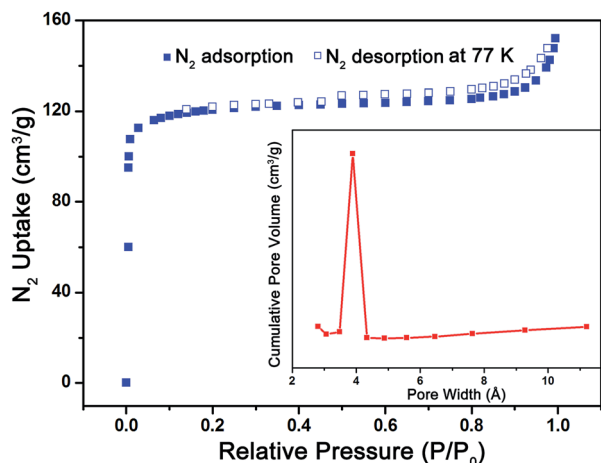 160
120
80
40
0
N₂ Uptake (cm³/g)
N₂ adsorption
N₂ desorption at 77 K
Cumulative Pore Volume (cm³/g)
2 4 6 8 10
Pore Width (Å)
0.0 0.2 0.4 0.6 0.8 1.0
Relative Pressure (P/P₀)